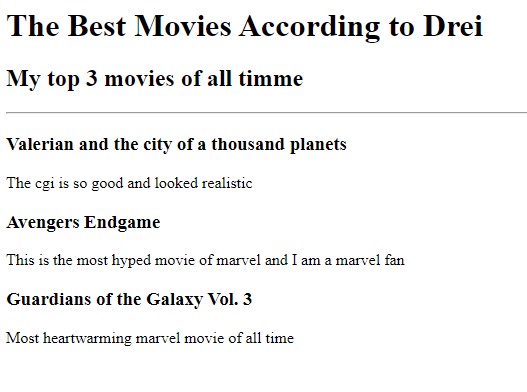 The Best Movies According to Drei
My top 3 movies of all timme
Valerian and the city of a thousand planets
The cgi is so good and looked realistic
Avengers Endgame
This is the most hyped movie of marvel and I am a marvel fan
Guardians of the Galaxy Vol. 3
Most heartwarming marvel movie of all time